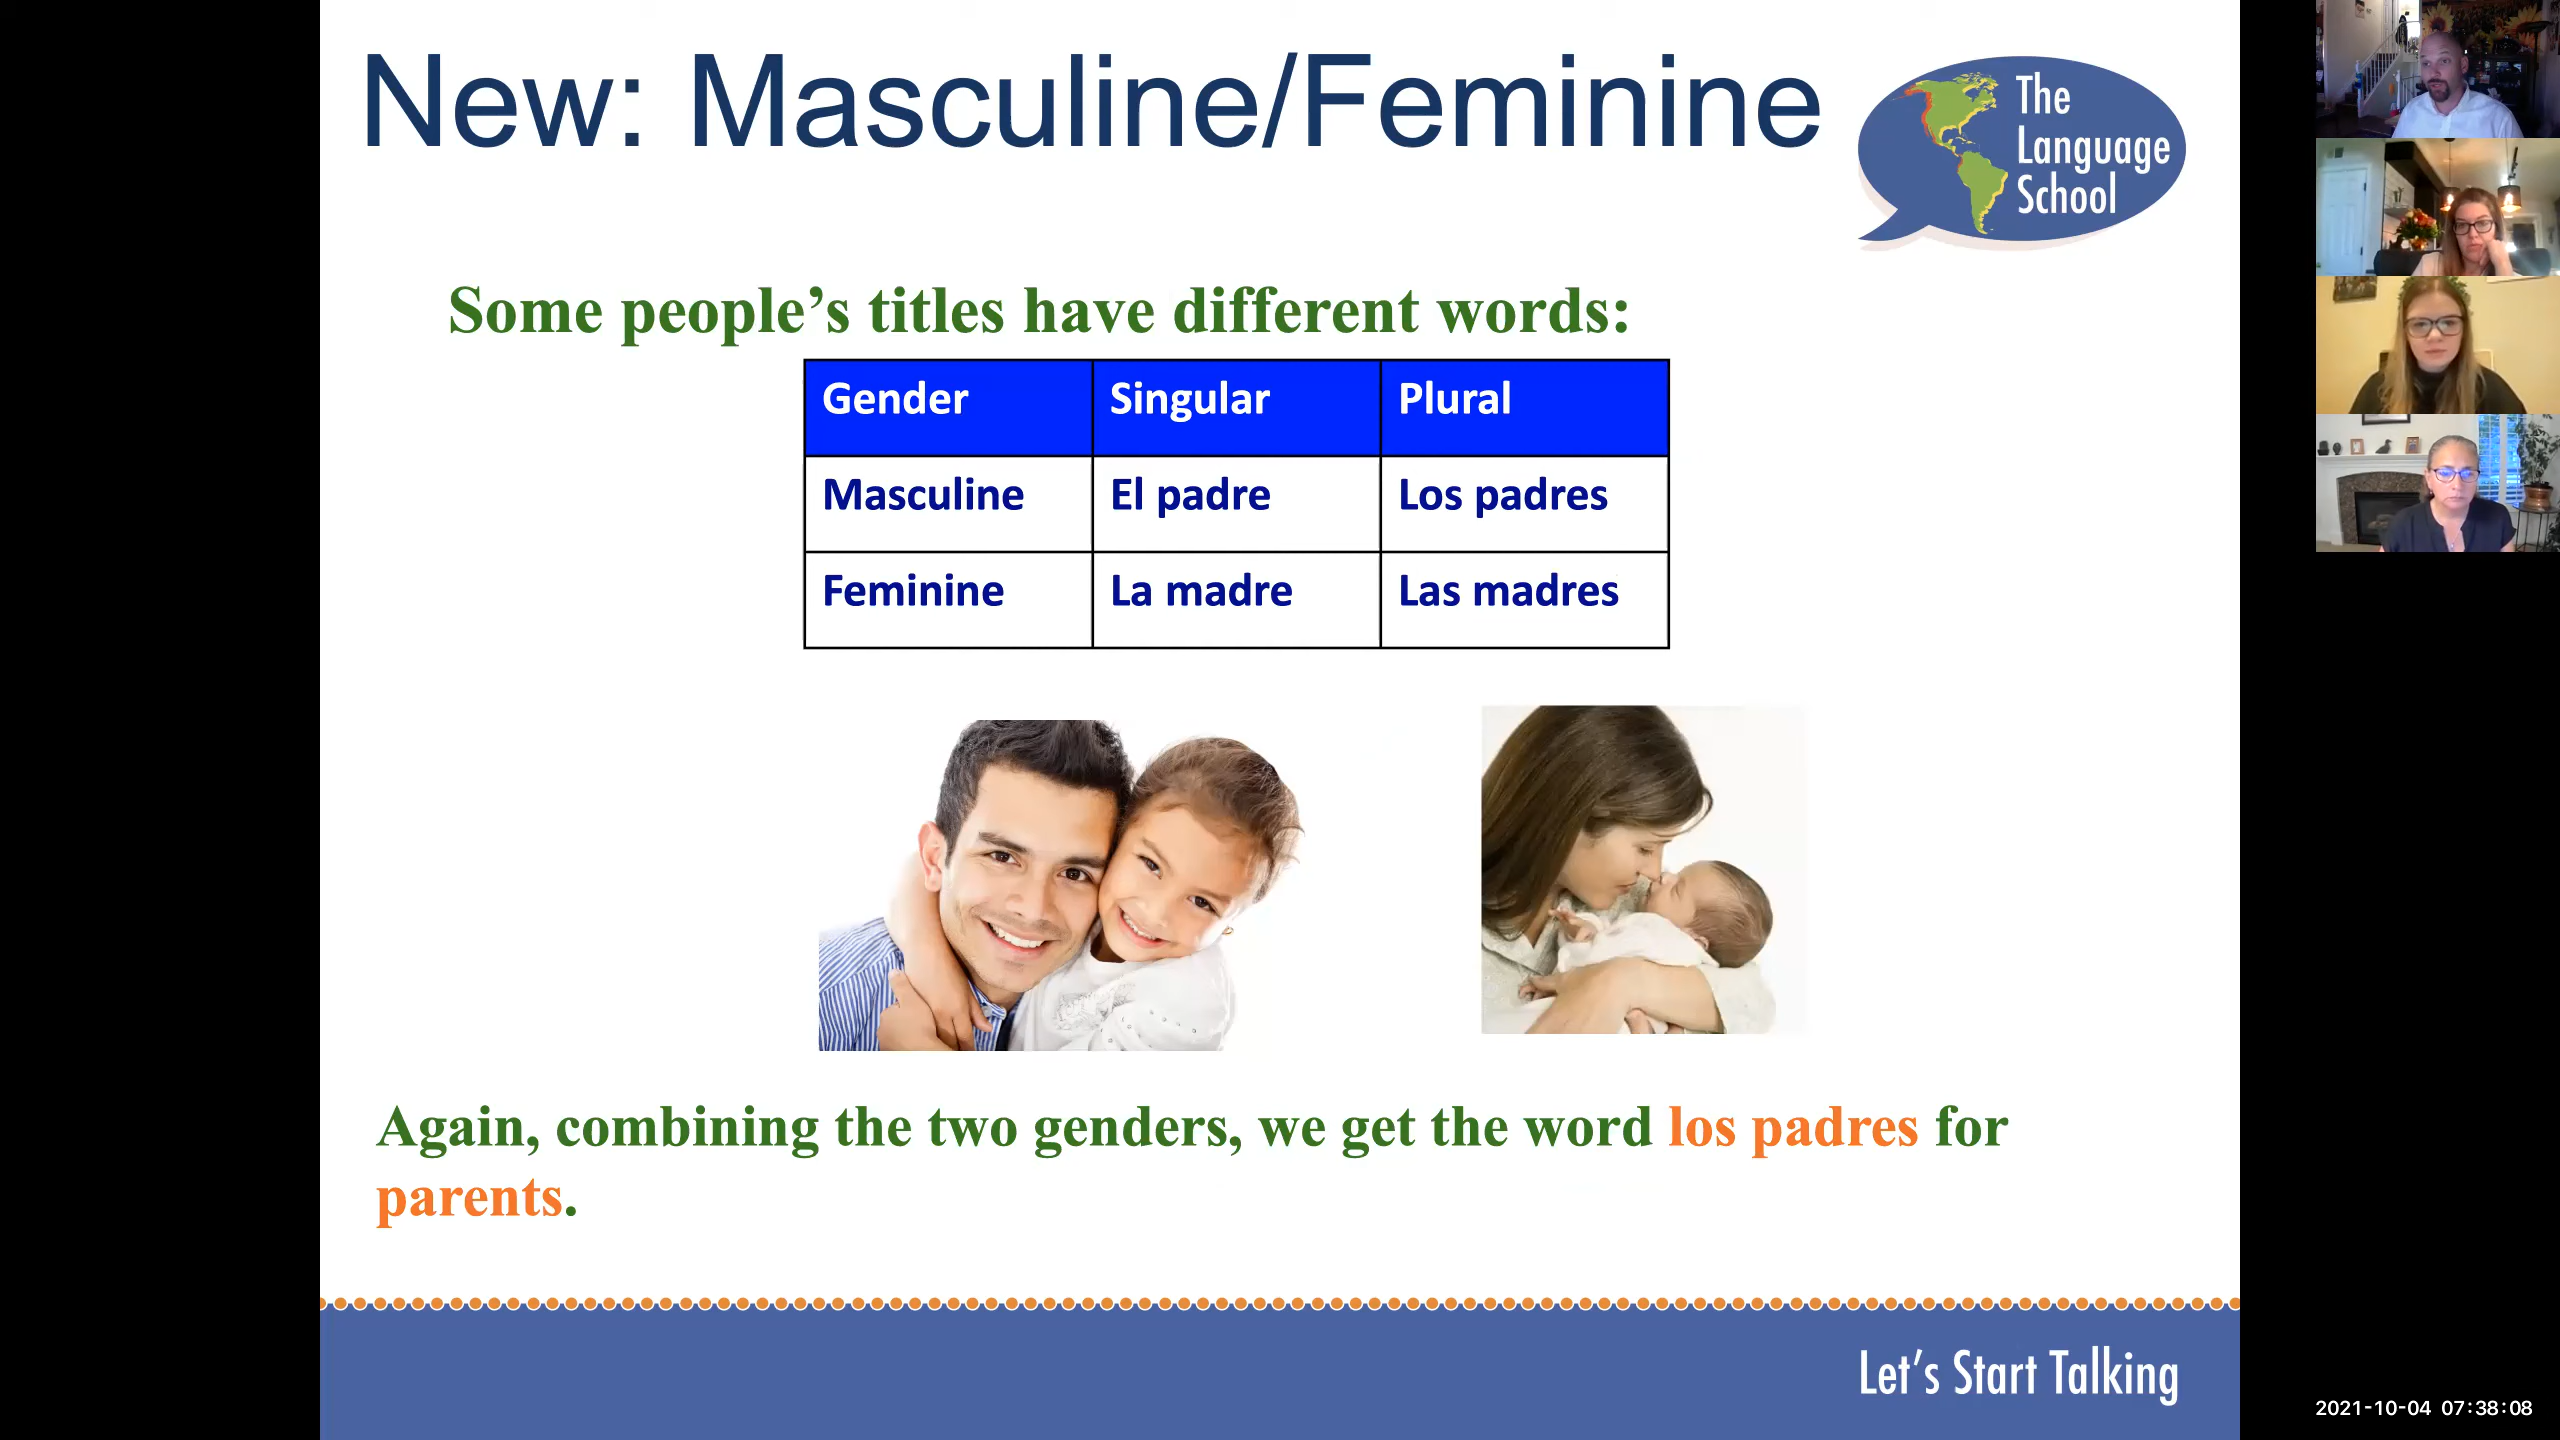 New: Masculine/Feminine
The
Language
School
Some people’s titles have different words:
Gender Singular Plural
Masculine El padre Los padres
Feminine La madre Las madres
Again, combining the two genders, we get the word los padres for
parents.
Let’s Start Talking
2021-10-04 07:38:08